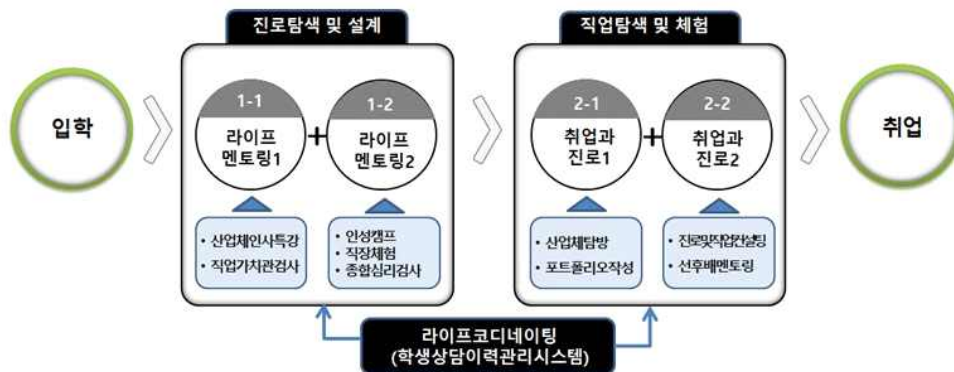 진로탐색 및 설계
직업탐색 및 체험
입학
1-1
라이프
멘토링1
+
1-2
라이프
멘토링2
2-1
취업과
진로1
+
2-2
취업과
진로2
취업
• 산업체인사특강
• 직업가치관검사
• 인성캠프
• 직장체험
• 종합심리검사
• 산업체탐방
• 포트폴리오작성
• 진로및직업컨설팅
• 선후배멘토링
라이프코디네이팅
(학생상담이력관리시스템)